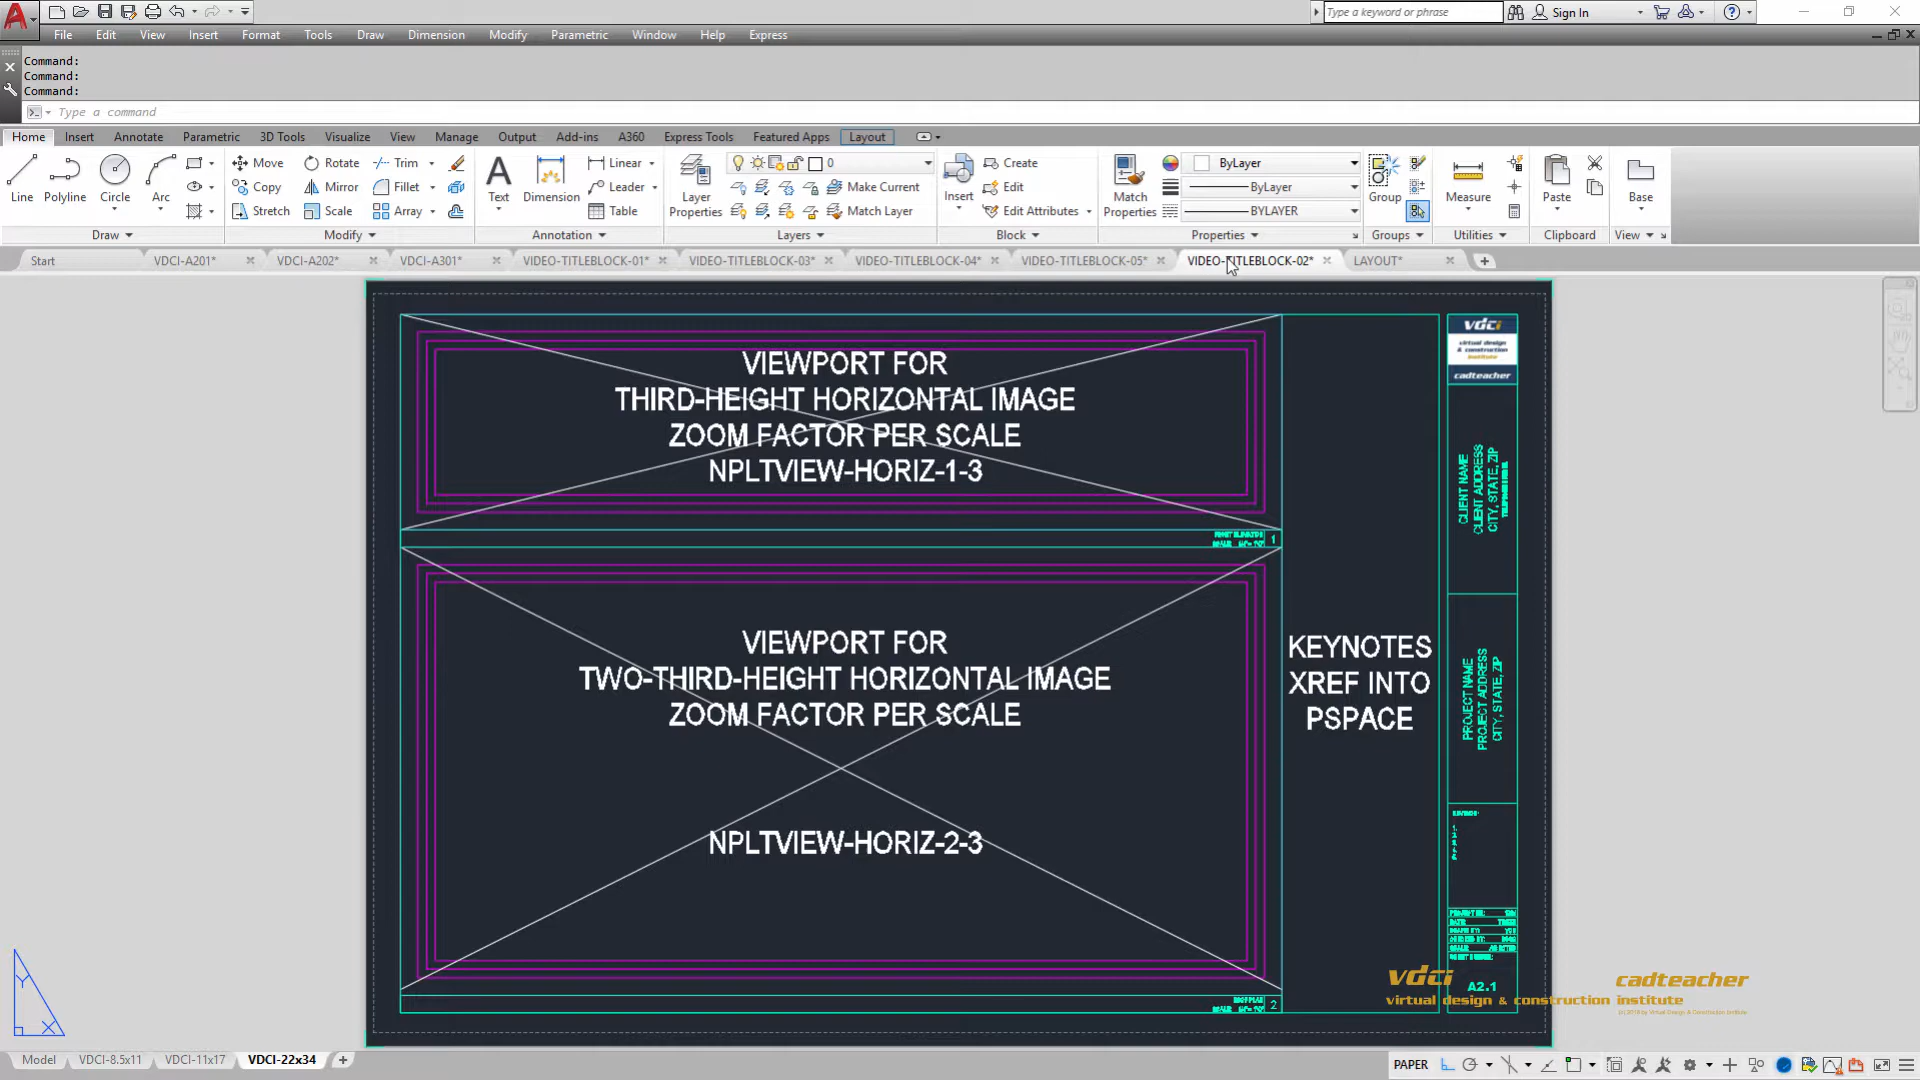 Type a keyword or phrase
Sign In
File Edit View Insert Format Tools Draw Dimension Modify Parametric Window Help Express
Command:
Command:
Command:
Type a command
Home Insert Annotate Parametric 3D Tools Visualize View Manage Output Add-ins A360 Express Tools Featured Apps Layout
Line Polyline Circle Arc
Move Rotate Trim
Copy Mirror Fillet
Stretch Scale Array
Text Dimension
Linear
Leader
Table
Layer Properties
0
Make Current
Match Layer
Insert
Create
Edit
Edit Attributes
Match Properties
ByLayer
ByLayer
BYLAYER
Group Measure Paste Base
Draw Modify Annotation Layers Block Properties Groups Utilities Clipboard View
Start VDCI-A201* VDCI-A202* VDCI-A301* VIDEO-TITLEBLOCK-01* VIDEO-TITLEBLOCK-03* VIDEO-TITLEBLOCK-04* VIDEO-TITLEBLOCK-05* VIDEO-TITLEBLOCK-02* LAYOUT*
VIEWPORT FOR
THIRD-HEIGHT HORIZONTAL IMAGE
ZOOM FACTOR PER SCALE
NPLTVIEW-HORIZ-1-3
1
VIEWPORT FOR
TWO-THIRD-HEIGHT HORIZONTAL IMAGE
ZOOM FACTOR PER SCALE
NPLTVIEW-HORIZ-2-3
2
KEYNOTES
XREF INTO
PSPACE
vdci
virtual design
& construction
institute
cadteacher
CLIENT NAME
CLIENT ADDRESS
CITY, STATE, ZIP
PROJECT NAME
PROJECT ADDRESS
CITY, STATE, ZIP
A2.1
vdci cadteacher
virtual design & construction institute
Y
X
Model VDCI-8.5x11 VDCI-11x17 VDCI-22x34
PAPER